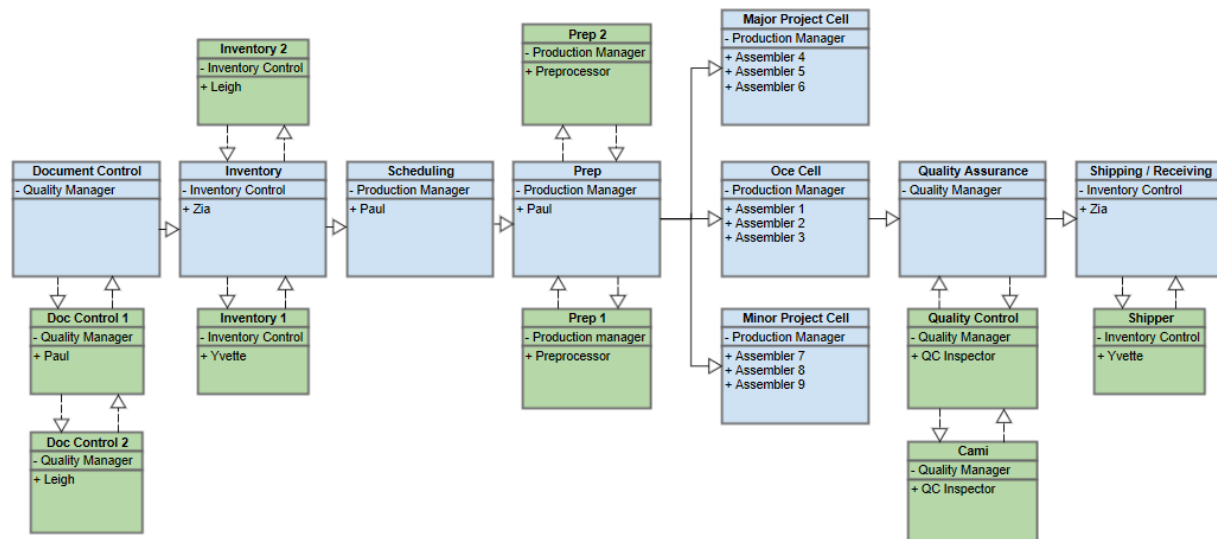 Major Project Cell
- Production Manager
+ Assembler 4
+ Assembler 5
+ Assembler 6
Prep 2
- Production Manager
+ Preprocessor
Inventory 2
- Inventory Control
+ Leigh
Document Control
- Quality Manager
Inventory
- Inventory Control
+ Zia
Scheduling
- Production Manager
+ Paul
Prep
- Production Manager
+ Paul
Oce Cell
- Production Manager
+ Assembler 1
+ Assembler 2
+ Assembler 3
Quality Assurance
- Quality Manager
Shipping / Receiving
- Inventory Control
+ Zia
Doc Control 1
- Quality Manager
+ Paul
Inventory 1
- Inventory Control
+ Yvette
Prep 1
- Production manager
+ Preprocessor
Minor Project Cell
- Production Manager
+ Assembler 7
+ Assembler 8
+ Assembler 9
Quality Control
- Quality Manager
+ QC Inspector
Shipper
- Inventory Control
+ Yvette
Doc Control 2
- Quality Manager
+ Leigh
Cami
- Quality Manager
+ QC Inspector